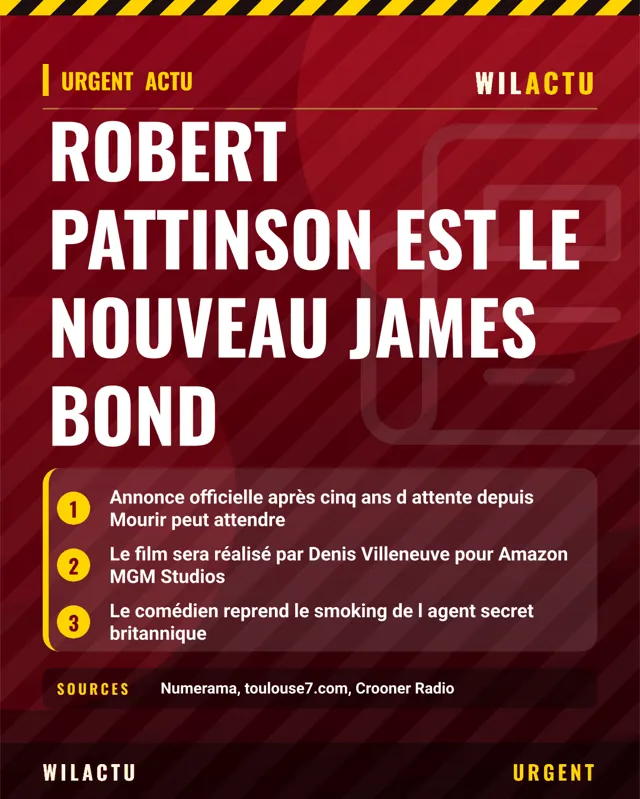 URGENT ACTU
WILACTU
ROBERT
PATTINSON EST LE
NOUVEAU JAMES
BOND
1 Annonce officielle après cinq ans d attente depuis
Mourir peut attendre
2 Le film sera réalisé par Denis Villeneuve pour Amazon
MGM Studios
3 Le comédien reprend le smoking de l agent secret
britannique
SOURCES Numerama, toulouse7.com, Crooner Radio
WILACTU
URGENT